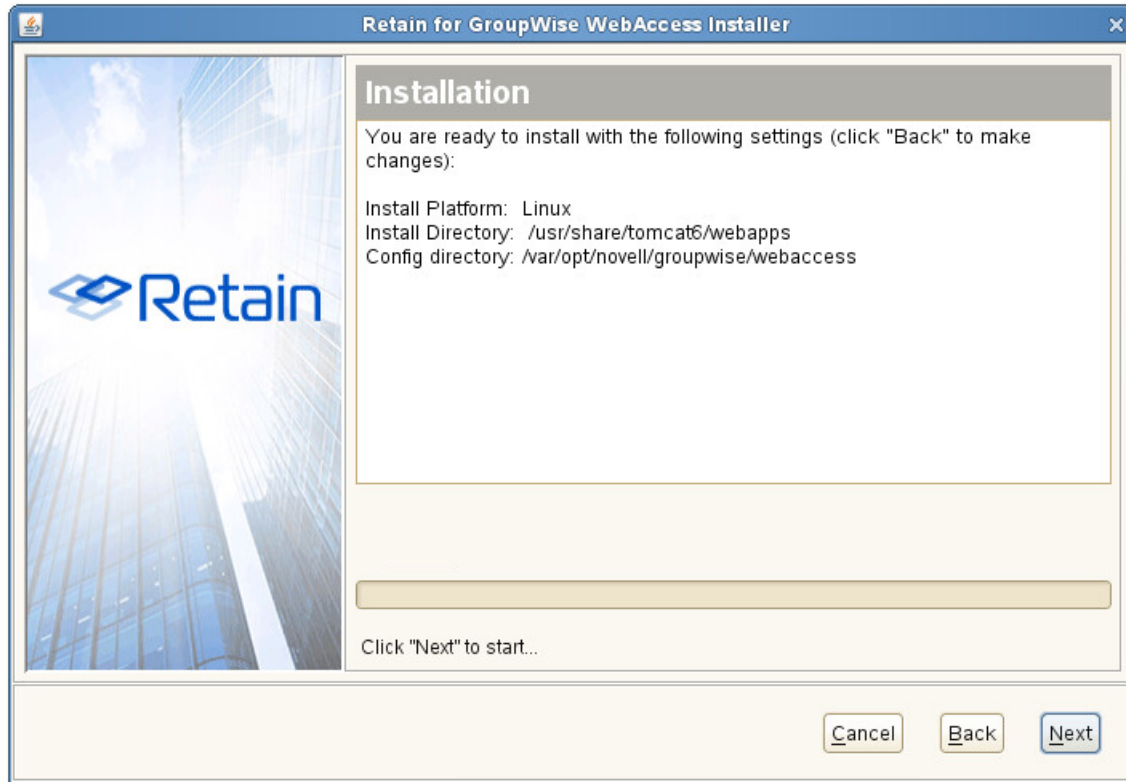 Retain for GroupWise WebAccess Installer
Installation
You are ready to install with the following settings (click "Back" to make
changes):
Install Platform: Linux
Install Directory: /usr/share/tomcat6/webapps
Config directory: /var/opt/novell/groupwise/webaccess
Retain
Click "Next" to start...
Cancel
Back
Next